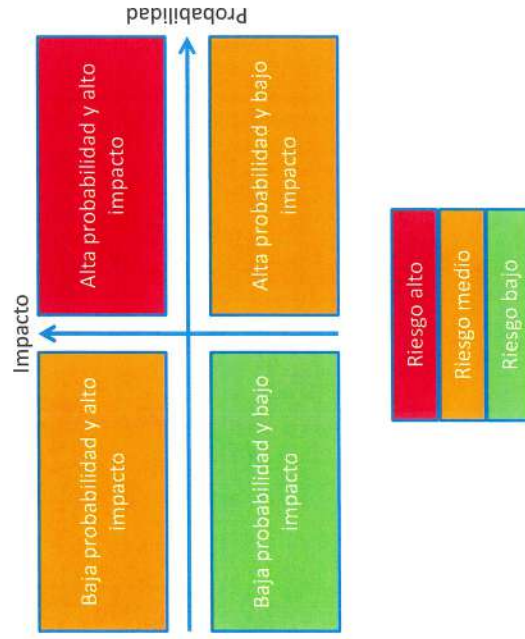 Impacto
Baja probabilidad y alto
impacto
Alta probabilidad y alto
impacto
Probabilidad
Baja probabilidad y bajo
impacto
Alta probabilidad y bajo
impacto
Riesgo alto
Riesgo medio
Riesgo bajo